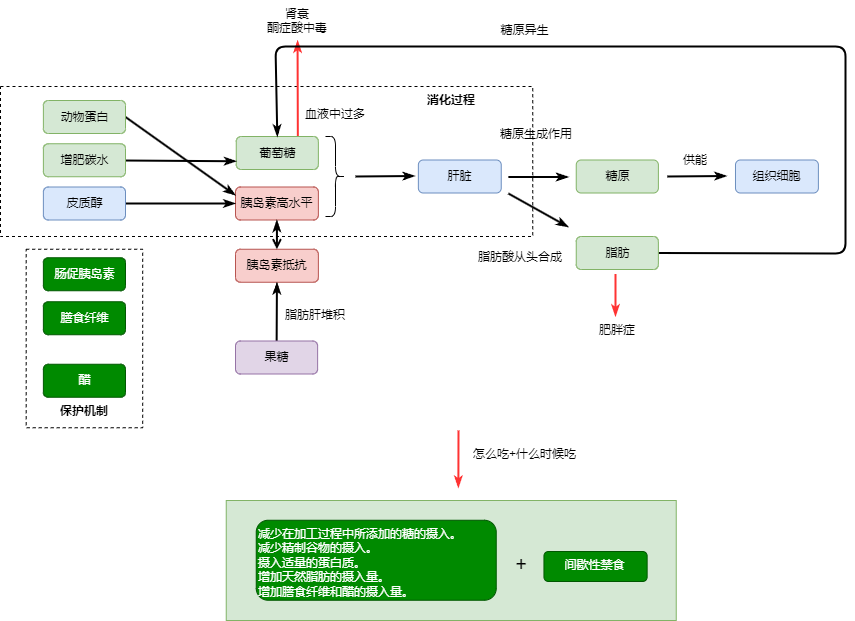 肾衰
酮症酸中毒
糖原异生
消化过程
血液中过多
动物蛋白
增肥碳水
皮质醇
葡萄糖
胰岛素高水平
肝脏
糖原生成作用
糖原
供能
组织细胞
脂肪酸从头合成
脂肪
肥胖症
胰岛素抵抗
脂肪肝堆积
果糖
肠促胰岛素
膳食纤维
醋
保护机制
怎么吃+什么时候吃
减少在加工过程中所添加的糖的摄入。
减少精制谷物的摄入。
摄入适量的蛋白质。
增加天然脂肪的摄入量。
增加膳食纤维和醋的摄入量。
+
间歇性禁食